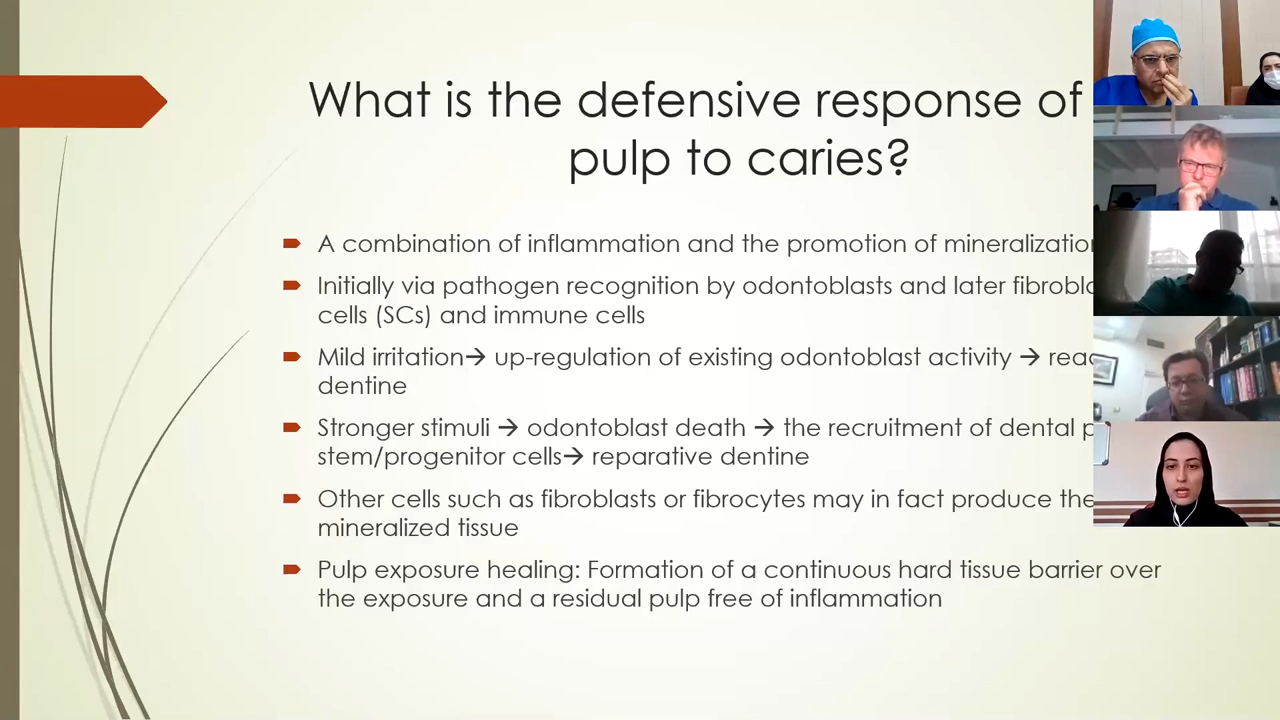 What is the defensive response of
pulp to caries?
A combination of inflammation and the promotion of
Initially via pathogen recognition by odontoblasts and later
cells (SCs) and immune cells
Mild irritation→ up-regulation of existing odontoblast activity →
dentine
Stronger stimuli → odontoblast death → the recruitment of dental
stem/progenitor cells→ reparative dentine
Other cells such as fibroblasts or fibrocytes may in fact produce the
mineralized tissue
Pulp exposure healing: Formation of a continuous hard tissue barrier over
the exposure and a residual pulp free of inflammation